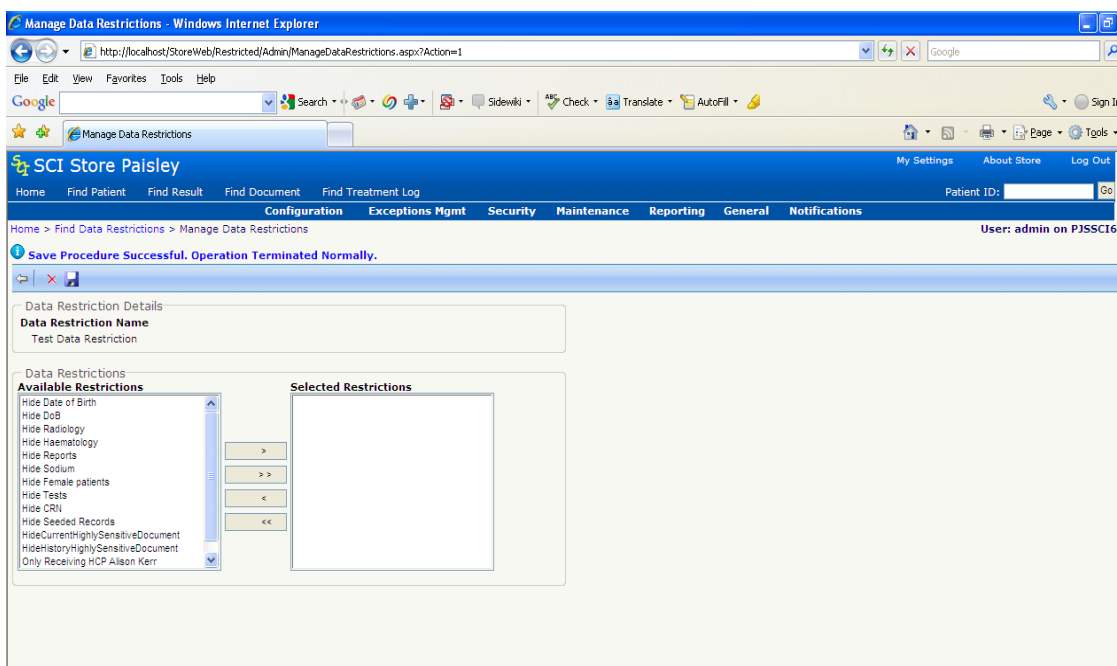 Manage Data Restrictions - Windows Internet Explorer
http://localhost/StoreWeb/Restricted/Admin/ManageDataRestrictions.aspx?Action=1
Google
File Edit View Favorites Tools Help
Google Search Sidewiki Check Translate AutoFill Sign I
Manage Data Restrictions Page Tools
SCI Store Paisley My Settings About Store Log Out
Home Find Patient Find Result Find Document Find Treatment Log Patient ID: Go
Configuration Exceptions Mgmt Security Maintenance Reporting General Notifications
Home > Find Data Restrictions > Manage Data Restrictions User: admin on PJSSCI6
Save Procedure Successful. Operation Terminated Normally.
Data Restriction Details
Data Restriction Name
Test Data Restriction
Data Restrictions
Available Restrictions Selected Restrictions
Hide Date of Birth
Hide DoB
Hide Radiology
Hide Haematology
Hide Reports
Hide Sodium
Hide Female patients
Hide Tests
Hide CRN
Hide Seeded Records
HideCurrentHighlySensitiveDocument
HideHistoryHighlySensitiveDocument
Only Receiving HCP Alison Kerr
>
> >
<
<<